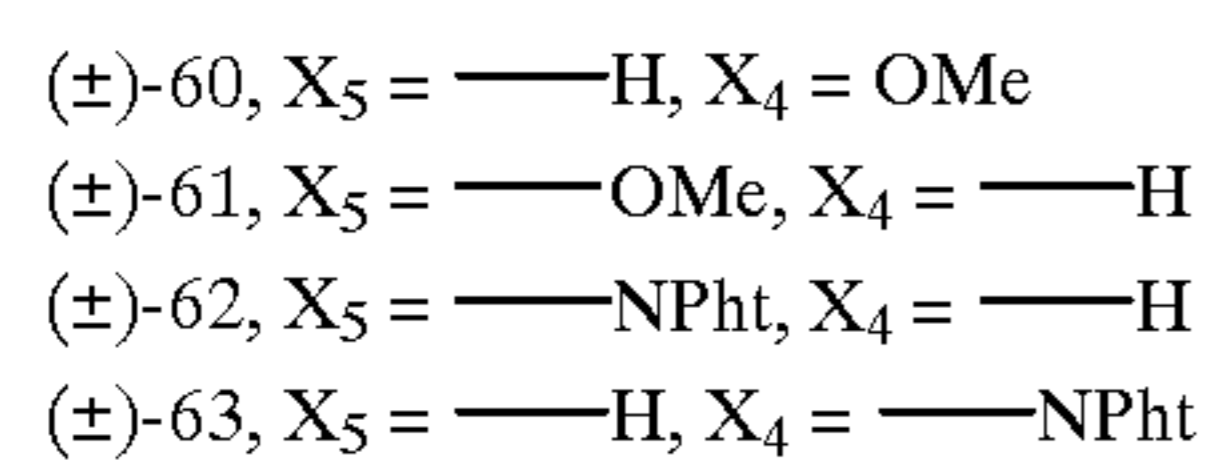 (±)-60, X₅ = —H, X₄ = OMe
(±)-61, X₅ = —OMe, X₄ = —H
(±)-62, X₅ = —NPht, X₄ = —H
(±)-63, X₅ = —H, X₄ = —NPht